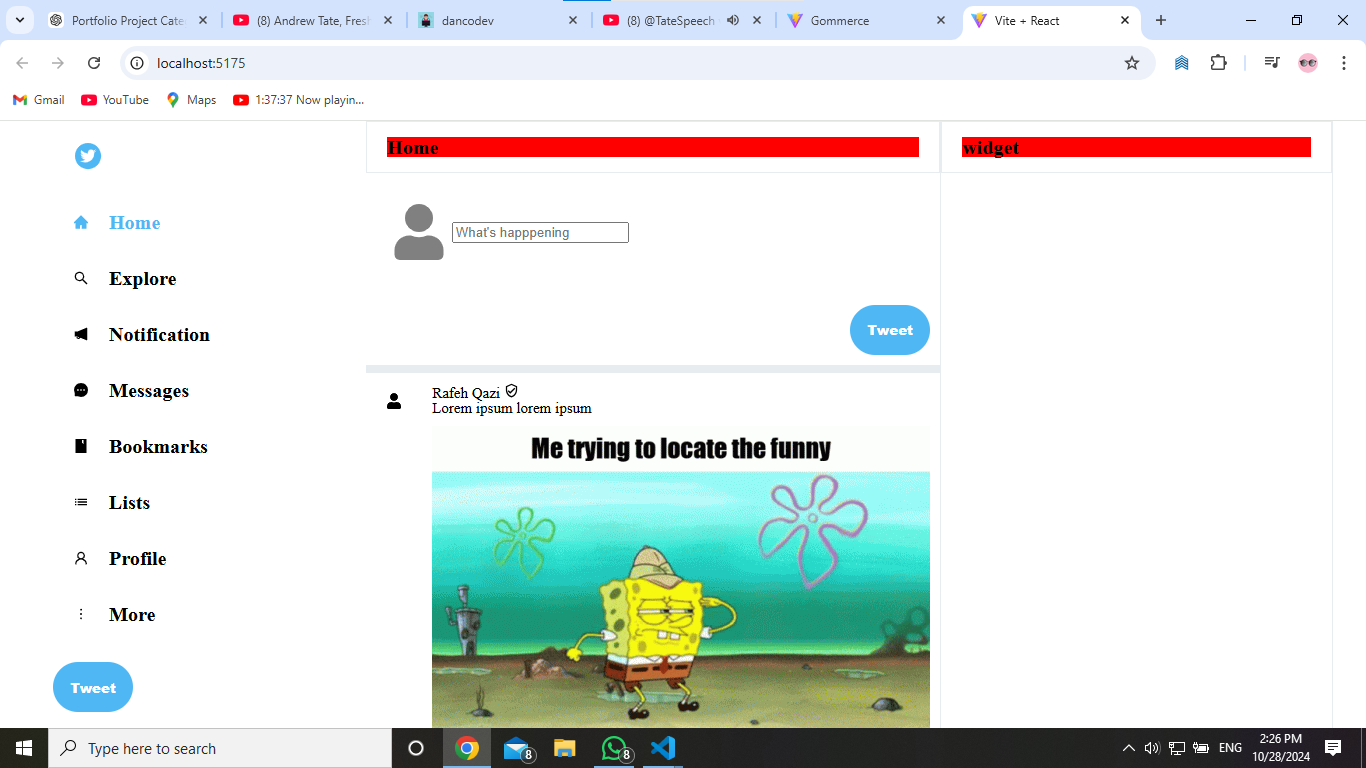 Portfolio Project Cate
(8) Andrew Tate, Fresh
dancodev
(8) @TateSpeech
Gommerce
Vite + React
localhost:5175
Gmail
YouTube
Maps
1:37:37 Now playin...
Home
widget
Home
Explore
Notification
Messages
Bookmarks
Lists
Profile
More
Tweet
What's happpening
Tweet
Rafeh Qazi
Lorem ipsum lorem ipsum
Me trying to locate the funny
Type here to search
8
8
ENG
2:26 PM
10/28/2024